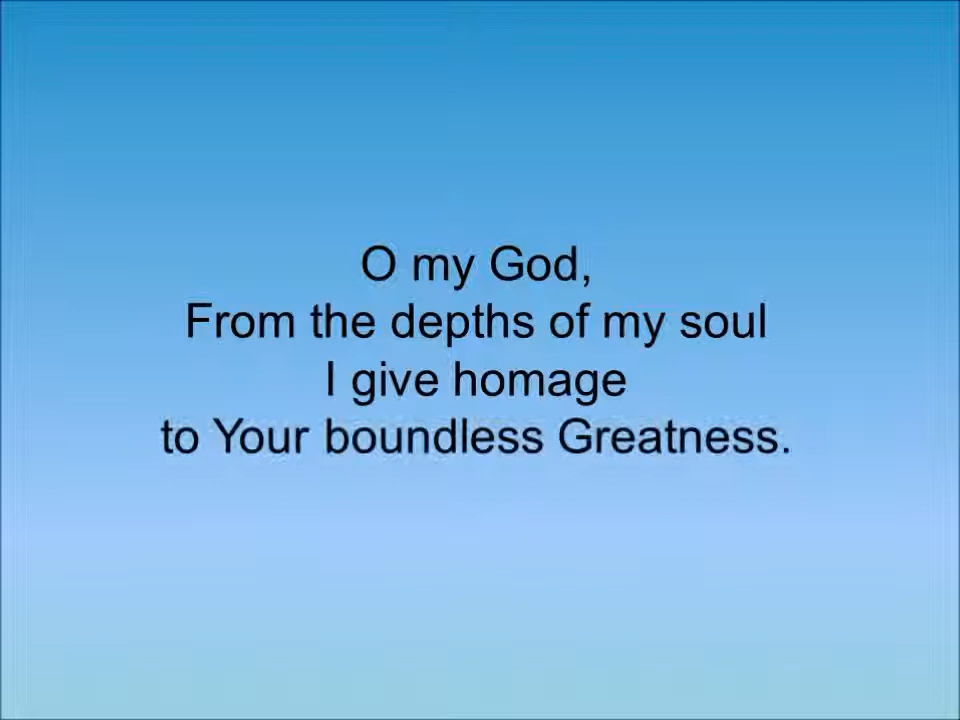 O my God,
From the depths of my soul
I give homage
to Your boundless Greatness.